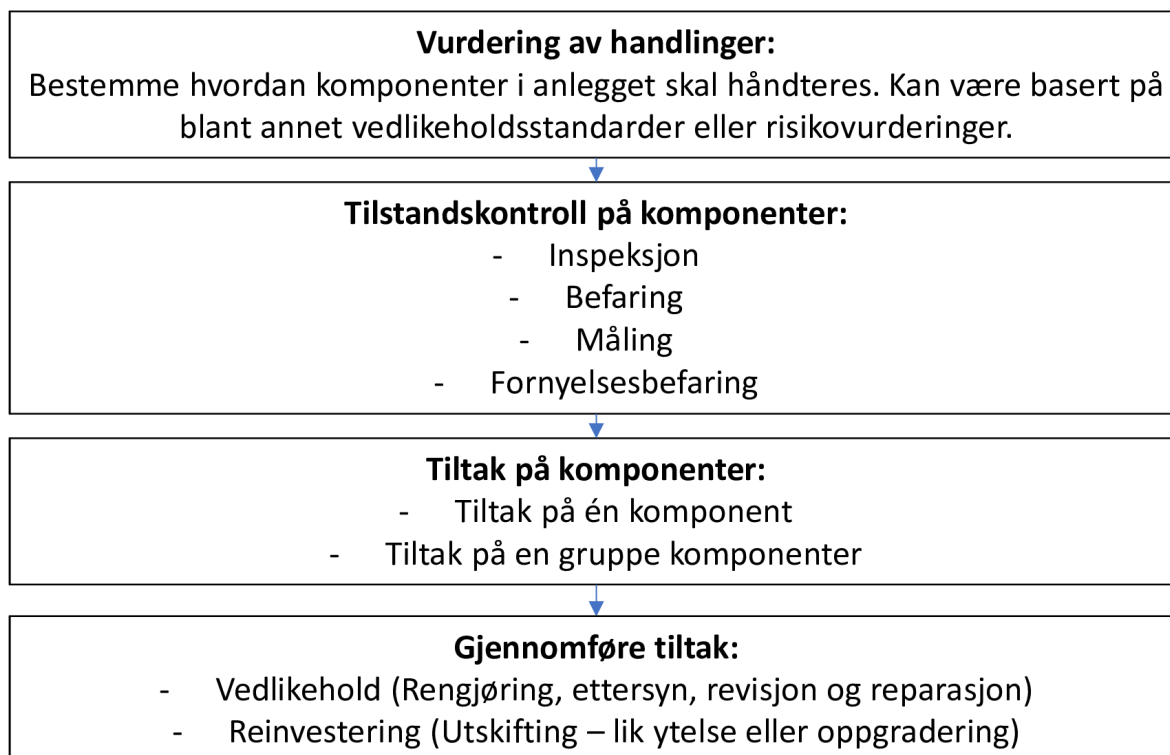 Vurdering av handlinger:
Bestemme hvordan komponenter i anlegget skal håndteres. Kan være basert på
blant annet vedlikeholdsstandarder eller risikovurderinger.
Tilstandskontroll på komponenter:
- Inspeksjon
- Befaring
- Måling
- Fornyelsesbefaring
Tiltak på komponenter:
- Tiltak på én komponent
- Tiltak på en gruppe komponenter
Gjennomføre tiltak:
- Vedlikehold (Rengjøring, ettersyn, revisjon og reparasjon)
- Reinvestering (Utskifting – lik ytelse eller oppgradering)